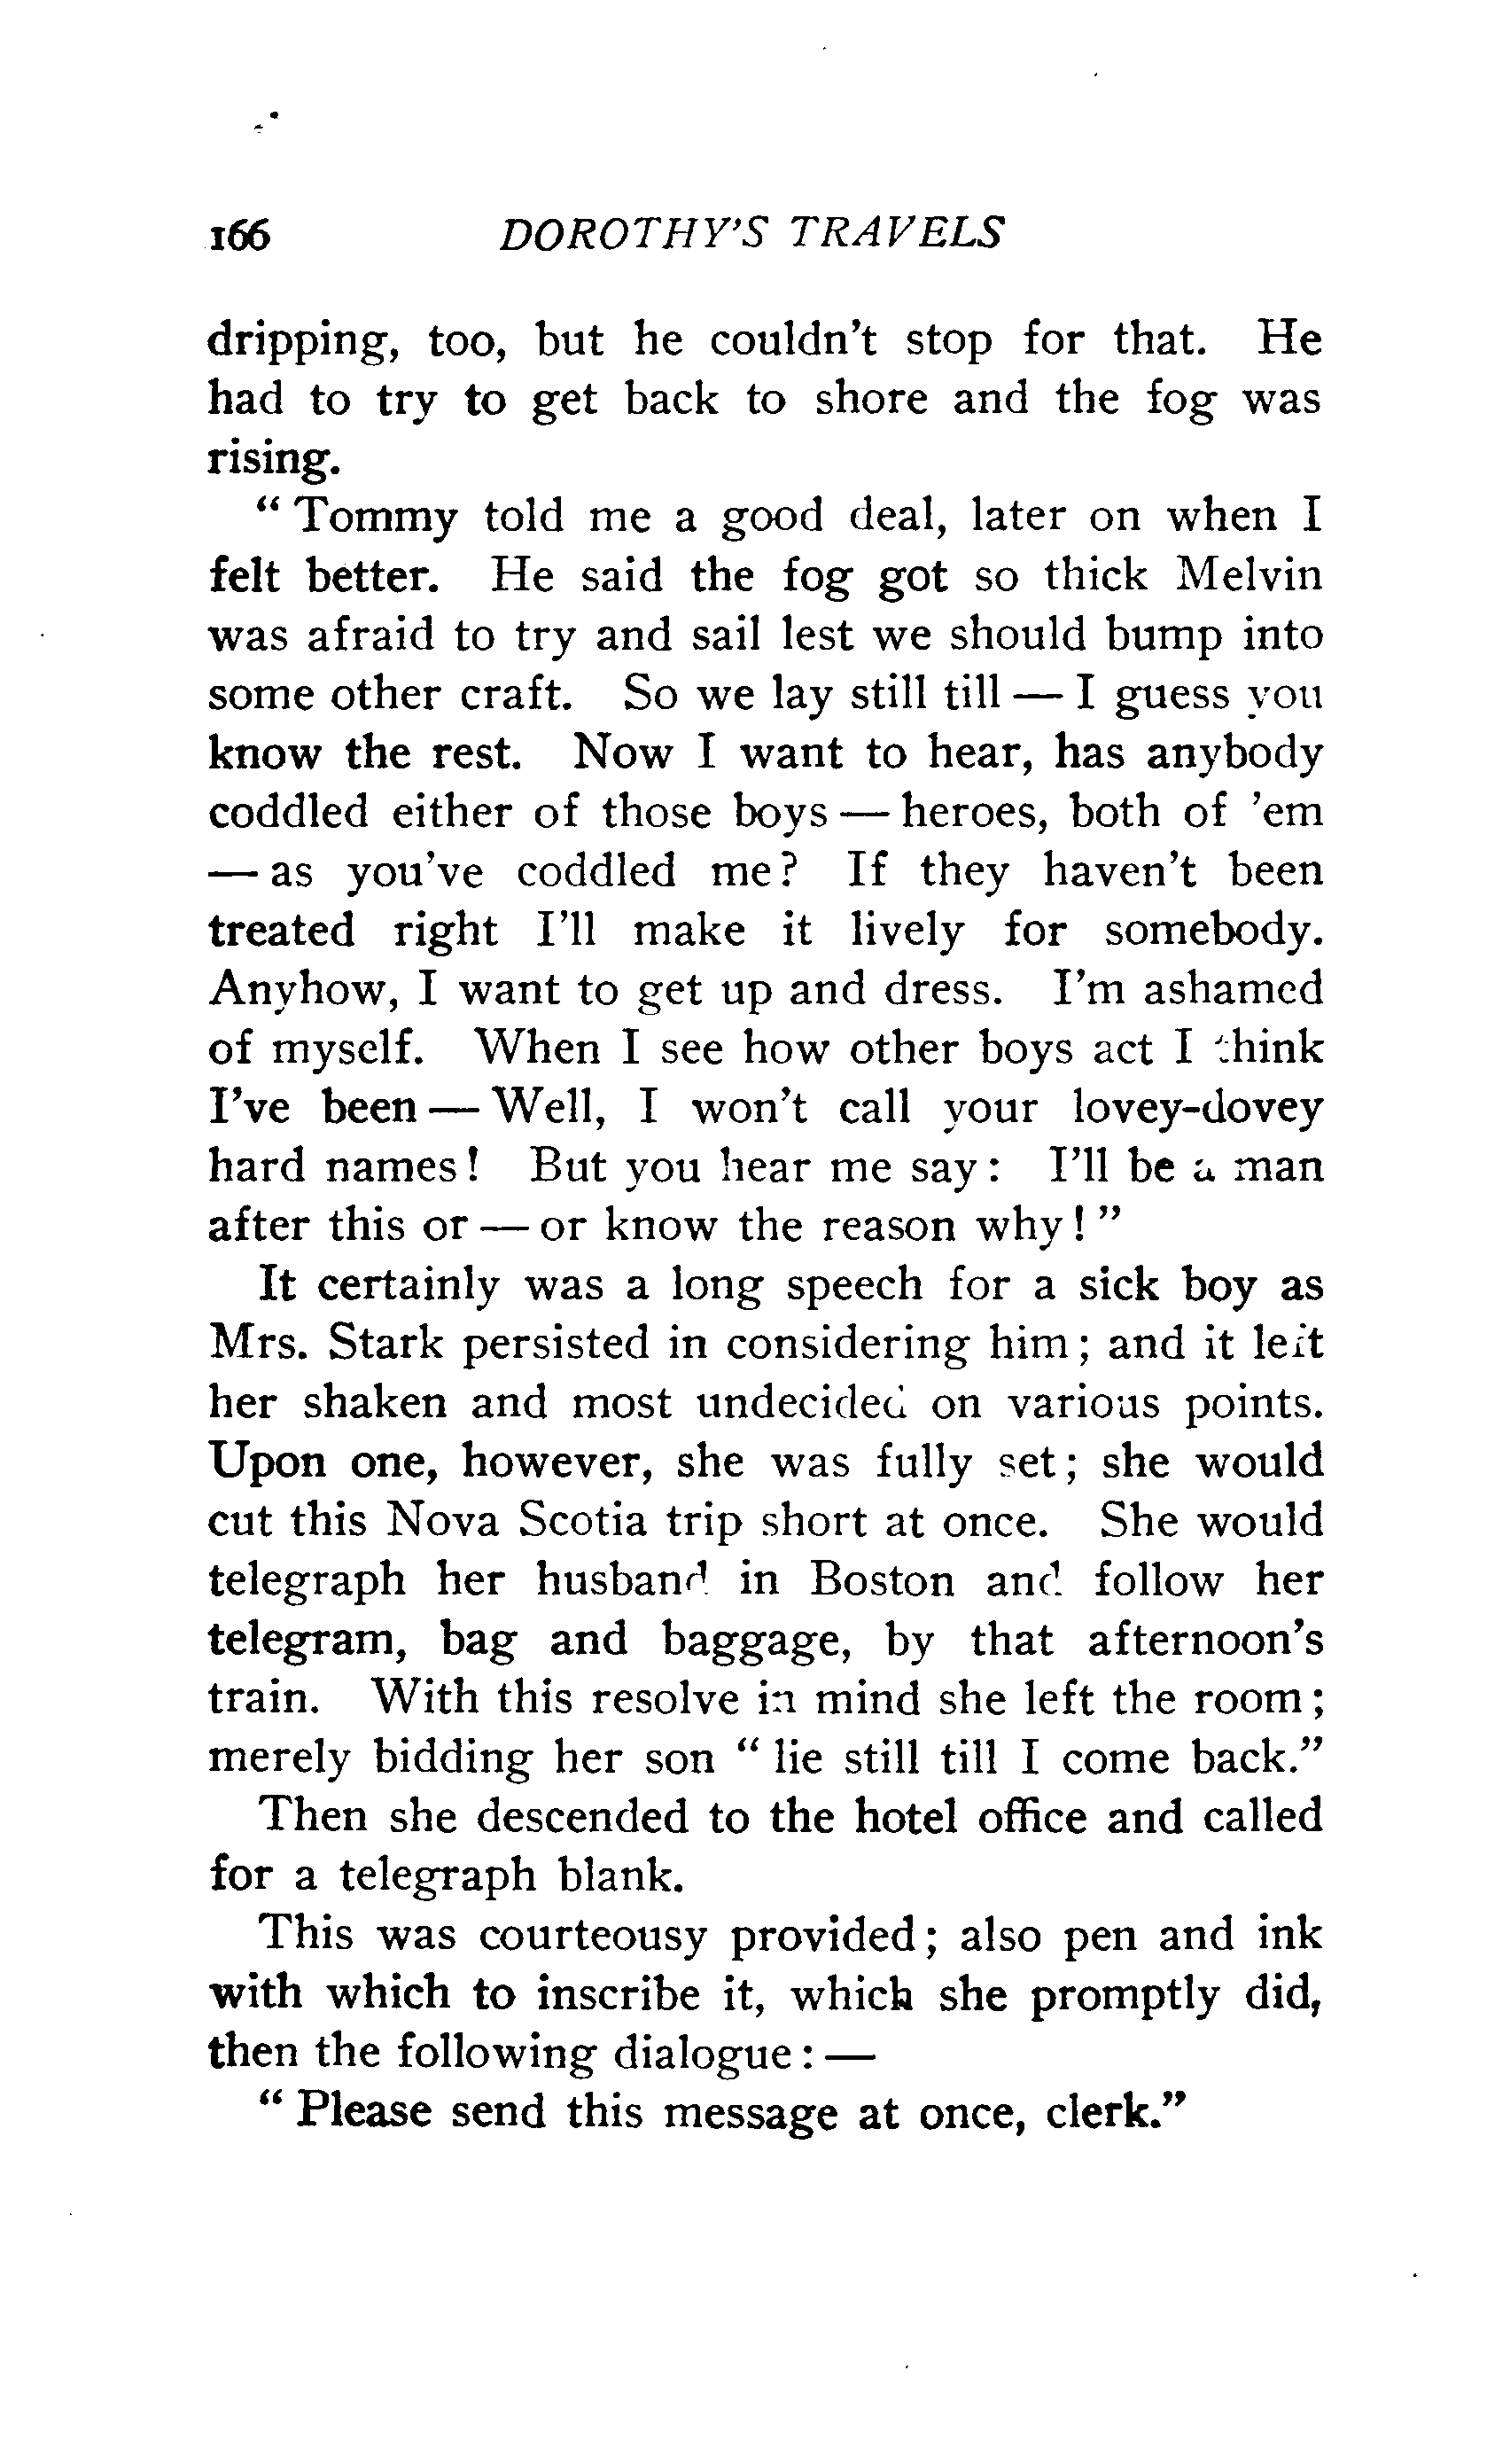 166 DOROTHY'S TRAVELS
dripping, too, but he couldn't stop for that. He
had to try to get back to shore and the fog was
rising.
" Tommy told me a good deal, later on when I
felt better. He said the fog got so thick Melvin
was afraid to try and sail lest we should bump into
some other craft. So we lay still till — I guess you
know the rest. Now I want to hear, has anybody
coddled either of those boys — heroes, both of 'em
— as you've coddled me? If they haven't been
treated right I'll make it lively for somebody.
Anyhow, I want to get up and dress. I'm ashamed
of myself. When I see how other boys act I think
I've been — Well, I won't call your lovey-dovey
hard names! But you hear me say: I'll be a man
after this or — or know the reason why!"
It certainly was a long speech for a sick boy as
Mrs. Stark persisted in considering him; and it left
her shaken and most undecided on various points.
Upon one, however, she was fully set; she would
cut this Nova Scotia trip short at once. She would
telegraph her husband in Boston and follow her
telegram, bag and baggage, by that afternoon's
train. With this resolve in mind she left the room;
merely bidding her son " lie still till I come back."
Then she descended to the hotel office and called
for a telegraph blank.
This was courteousy provided; also pen and ink
with which to inscribe it, which she promptly did,
then the following dialogue: —
" Please send this message at once, clerk."